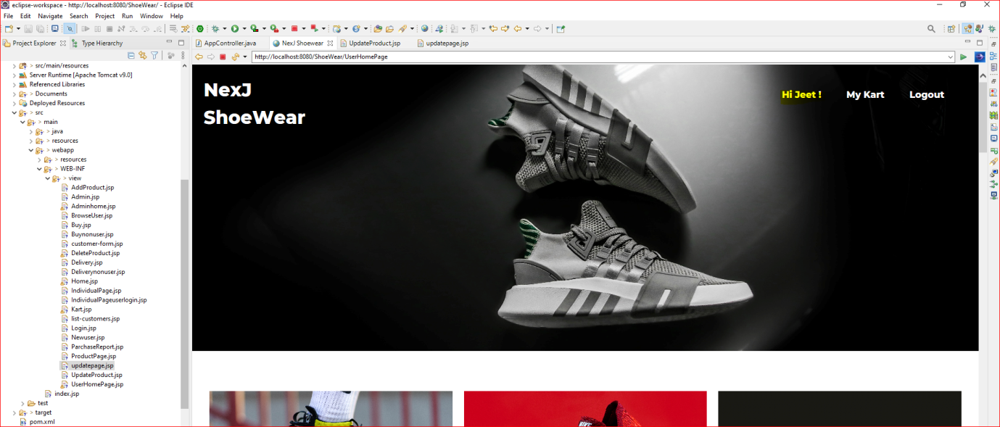 eclipse-workspace - http://localhost:8080/ShoeWear/ - Eclipse IDE
File Edit Navigate Search Project Run Window Help
Project Explorer Type Hierarchy
AppController.java NexJ Shoewear UpdateProduct.jsp updatepage.jsp
http://localhost:8080/ShoeWear/UserHomePage
> src/main/resources
Server Runtime [Apache Tomcat v9.0]
Referenced Libraries
> Documents
Deployed Resources
> src
> main
> java
> resources
> webapp
> resources
> WEB-INF
> view
AddProduct.jsp
Admin.jsp
Adminhome.jsp
BrowseUser.jsp
Buy.jsp
Buynonuser.jsp
customer-form.jsp
DeleteProduct.jsp
Delivery.jsp
Deliverynonuser.jsp
Home.jsp
IndividualPage.jsp
IndividualPageuserlogin.jsp
Kart.jsp
list-customers.jsp
Login.jsp
Newuser.jsp
ParchaseReport.jsp
ProductPage.jsp
updatepage.jsp
UpdateProduct.jsp
UserHomePage.jsp
index.jsp
> test
> target
pom.xml
NexJ
ShoeWear
Hi Jeet ! My Kart Logout
NIKE